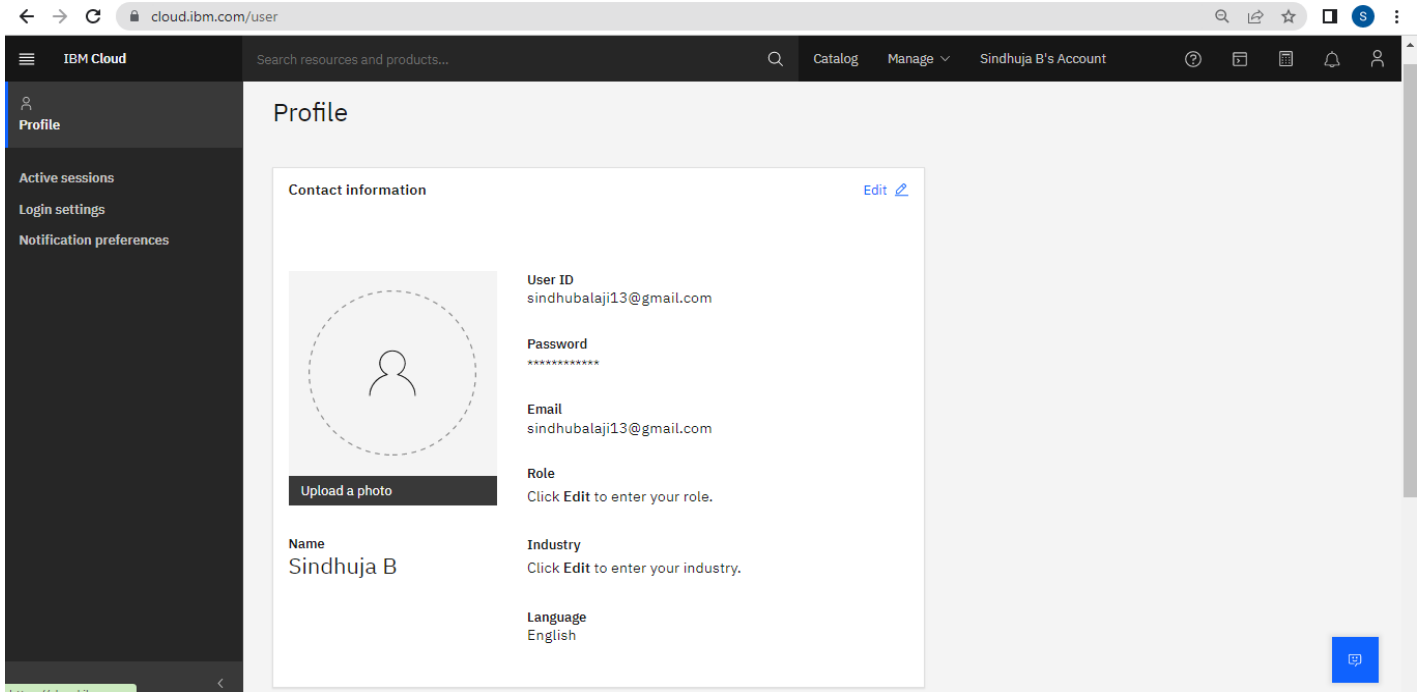 cloud.ibm.com/user
S
IBM Cloud
Search resources and products...
Catalog
Manage
Sindhuja B's Account
Profile
Active sessions
Login settings
Notification preferences
Profile
Contact information
Edit
Upload a photo
Name
Sindhuja B
User ID
sindhubalaji13@gmail.com
Password
************
Email
sindhubalaji13@gmail.com
Role
Click Edit to enter your role.
Industry
Click Edit to enter your industry.
Language
English